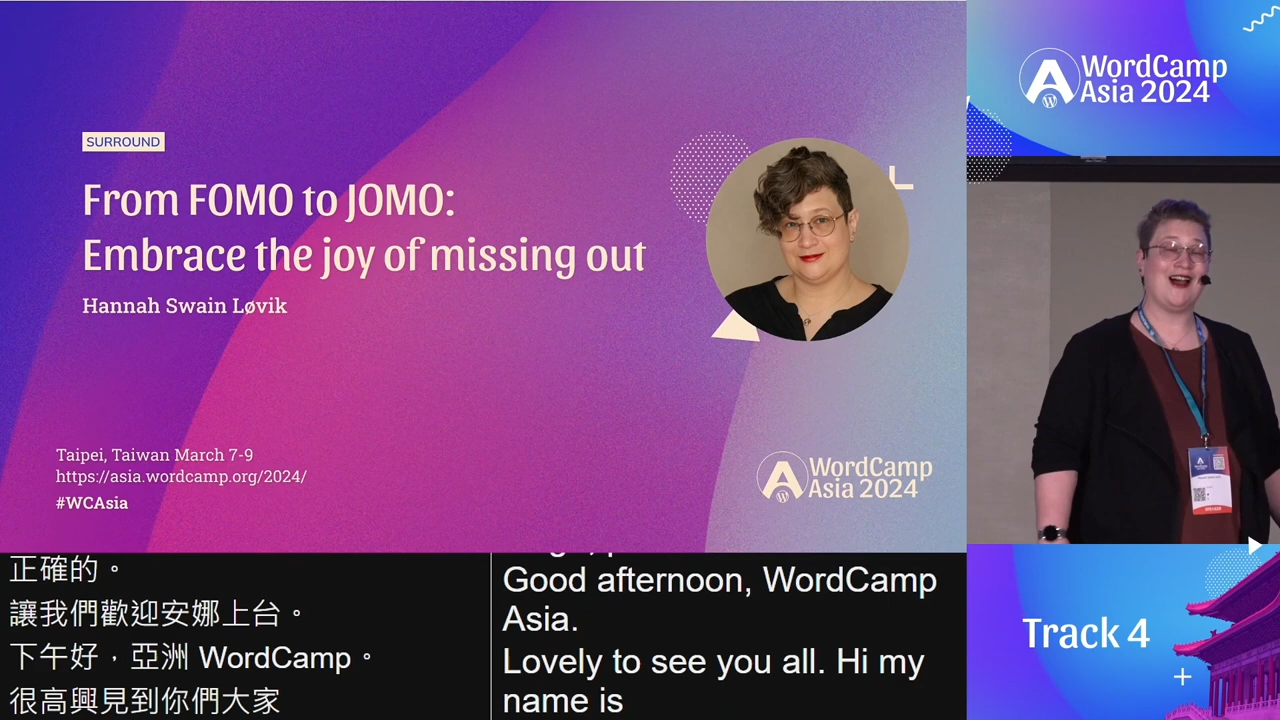 SURROUND
From FOMO to JOMO:
Embrace the joy of missing out
Hannah Swain Løvik
Taipei, Taiwan March 7-9
https://asia.wordcamp.org/2024/
#WCAsia
WordCamp
Asia 2024
WordCamp
Asia 2024
Track 4
正確的。
讓我們歡迎安娜上台。
下午好，亞洲 WordCamp。
很高興見到你們大家
Good afternoon, WordCamp
Asia.
Lovely to see you all. Hi my
name is